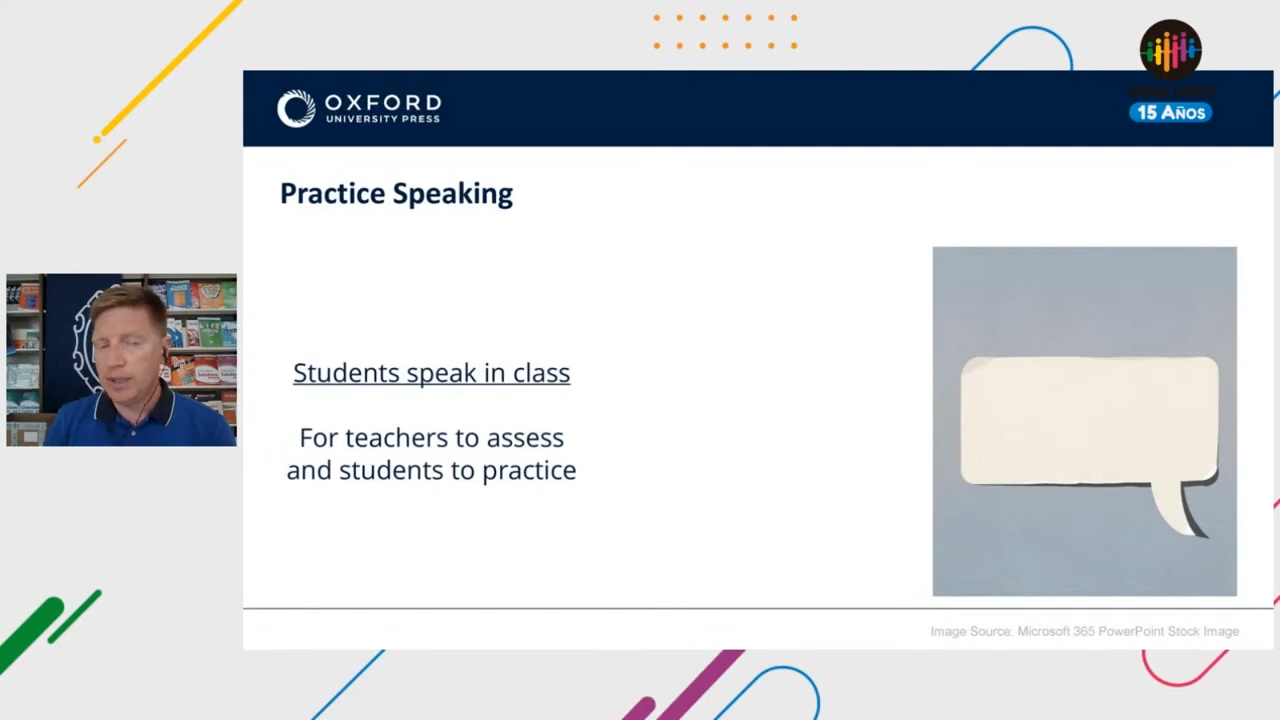 OXFORD
UNIVERSITY PRESS
15 AÑOS
Practice Speaking
Students speak in class
For teachers to assess
and students to practice
Image Source: Microsoft 365 PowerPoint Stock Image